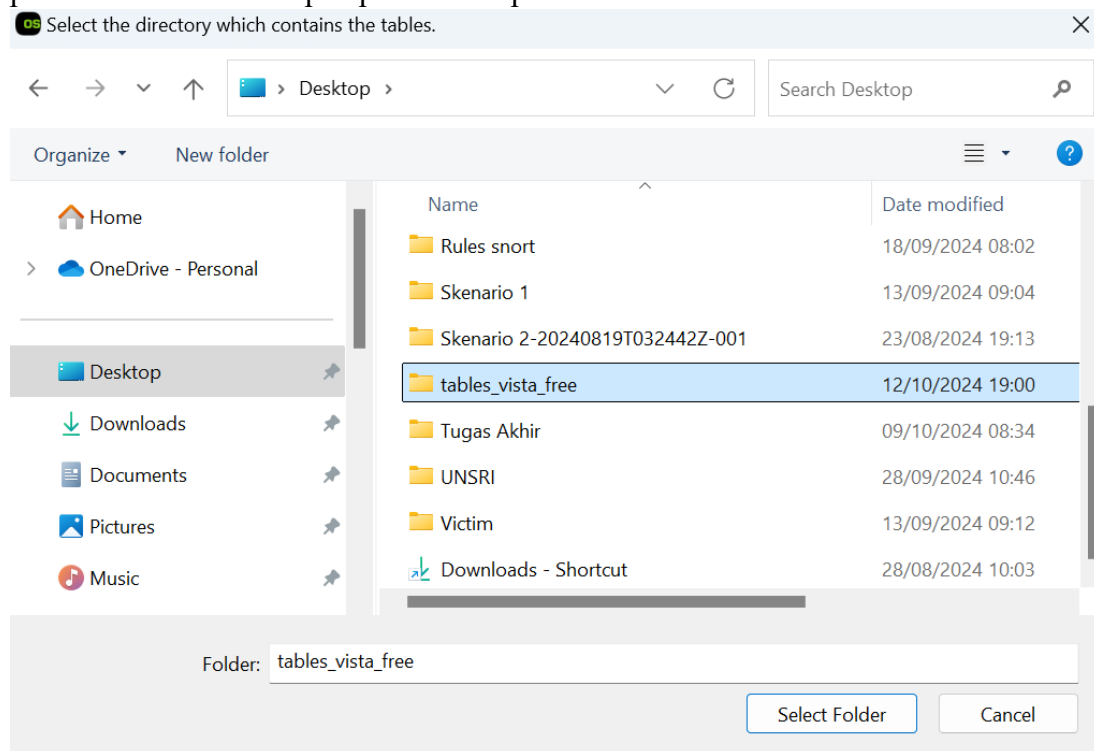 OS Select the directory which contains the tables.
Desktop
Search Desktop
Organize New folder
Name Date modified
Home
OneDrive - Personal
Desktop
Downloads
Documents
Pictures
Music
Rules snort 18/09/2024 08:02
Skenario 1 13/09/2024 09:04
Skenario 2-20240819T032442Z-001 23/08/2024 19:13
tables_vista_free 12/10/2024 19:00
Tugas Akhir 09/10/2024 08:34
UNSRI 28/09/2024 10:46
Victim 13/09/2024 09:12
Downloads - Shortcut 28/08/2024 10:03
Folder: tables_vista_free
Select Folder Cancel